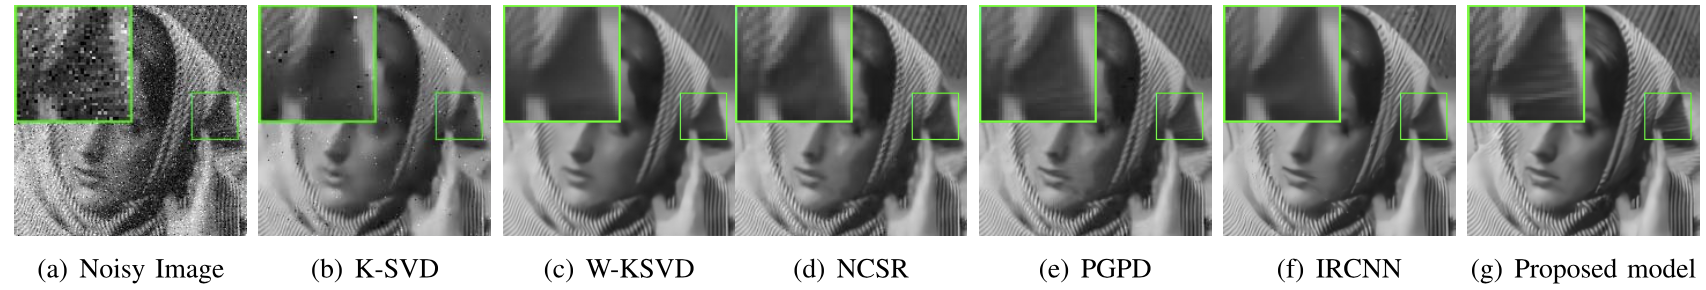 (a) Noisy Image (b) K-SVD (c) W-KSVD (d) NCSR (e) PGPD (f) IRCNN (g) Proposed model